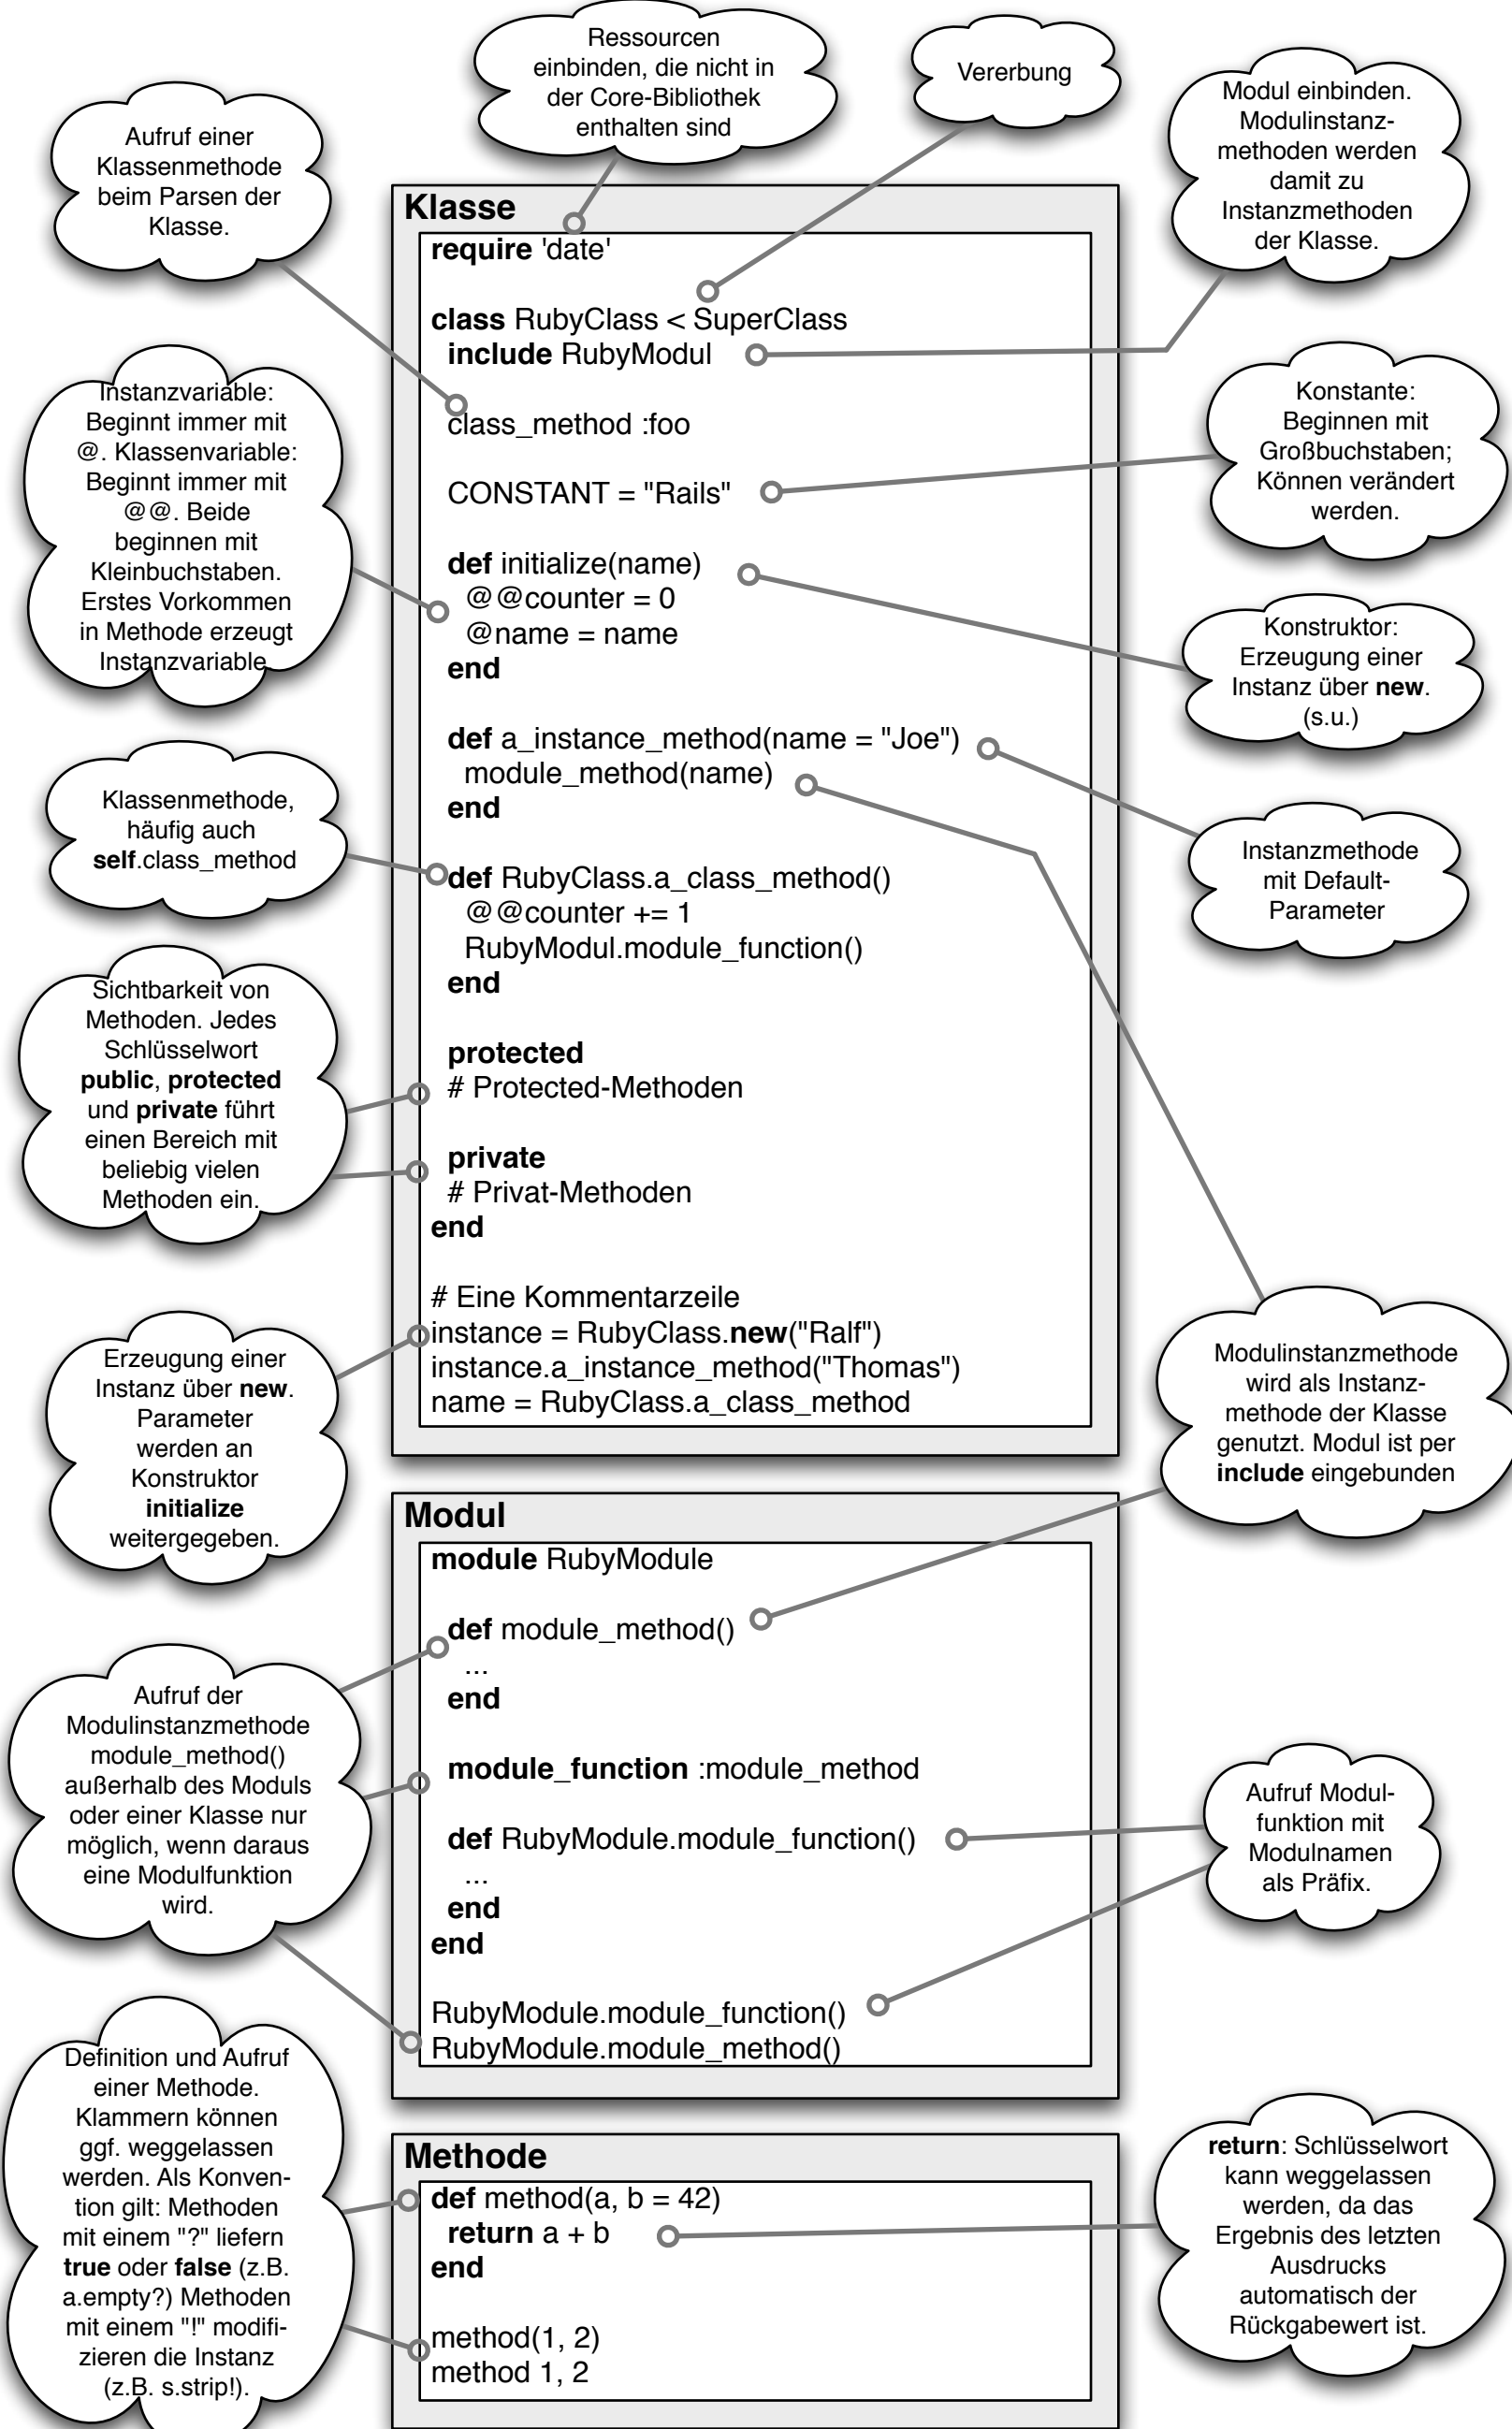 Ressourcen
einbinden, die nicht in
der Core-Bibliothek
enthalten sind
Vererbung
Modul einbinden.
Modulinstanz-
methoden werden
damit zu
Instanzmethoden
der Klasse.
Aufruf einer
Klassenmethode
beim Parsen der
Klasse.
Instanzvariable:
Beginnt immer mit
@. Klassenvariable:
Beginnt immer mit
@@. Beide
beginnen mit
Kleinbuchstaben.
Erstes Vorkommen
in Methode erzeugt
Instanzvariable.
Klassenmethode,
häufig auch
self.class_method
Sichtbarkeit von
Methoden. Jedes
Schlüsselwort
public, protected
und private führt
einen Bereich mit
beliebig vielen
Methoden ein.
Erzeugung einer
Instanz über new.
Parameter
werden an
Konstruktor
initialize
weitergegeben.
Klasse
require 'date'
class RubyClass < SuperClass
include RubyModul
class_method :foo
CONSTANT = "Rails"
def initialize(name)
@@counter = 0
@name = name
end
def a_instance_method(name = "Joe")
module_method(name)
end
def RubyClass.a_class_method()
@@counter += 1
RubyModul.module_function()
end
protected
# Protected-Methoden
private
# Privat-Methoden
end
# Eine Kommentarzeile
instance = RubyClass.new("Ralf")
instance.a_instance_method("Thomas")
name = RubyClass.a_class_method
Konstante:
Beginnen mit
Großbuchstaben;
Können verändert
werden.
Konstruktor:
Erzeugung einer
Instanz über new.
(s.u.)
Instanzmethode
mit Default-
Parameter
Modulinstanzmethode
wird als Instanz-
methode der Klasse
genutzt. Modul ist per
include eingebunden
Aufruf der
Modulinstanzmethode
module_method()
außerhalb des Moduls
oder einer Klasse nur
möglich, wenn daraus
eine Modulfunktion
wird.
Modul
module RubyModule
def module_method()
...
end
module_function :module_method
def RubyModule.module_function()
...
end
end
RubyModule.module_function()
RubyModule.module_method()
Aufruf Modul-
funktion mit
Modulnamen
als Präfix.
Definition und Aufruf
einer Methode.
Klammern können
ggf. weggelassen
werden. Als Konven-
tion gilt: Methoden
mit einem "?" liefern
true oder false (z.B.
a.empty?) Methoden
mit einem "!" modifi-
zieren die Instanz
(z.B. s.strip!).
Methode
def method(a, b = 42)
return a + b
end
method(1, 2)
method 1, 2
return: Schlüsselwort
kann weggelassen
werden, da das
Ergebnis des letzten
Ausdrucks
automatisch der
Rückgabewert ist.